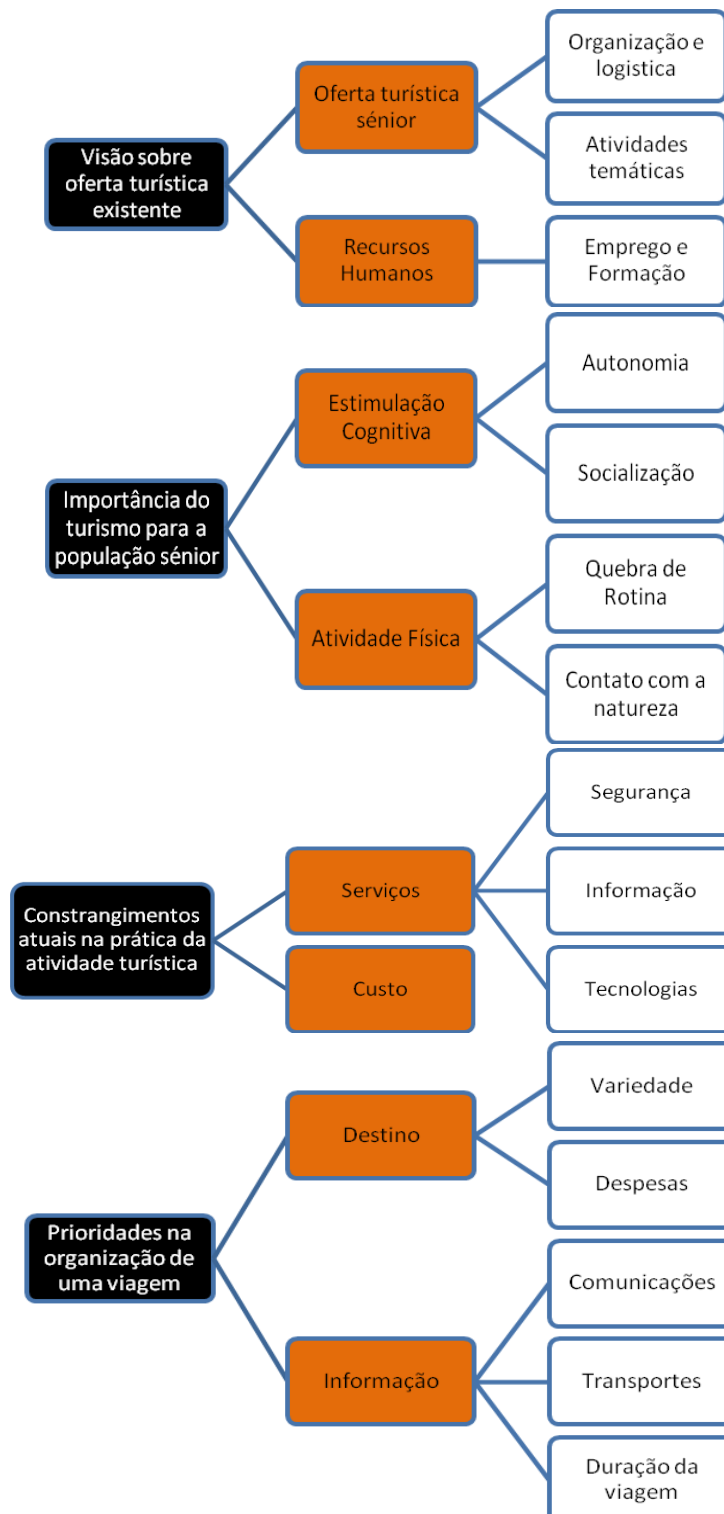 Visão sobre
oferta turística
existente
Oferta turística
sénior
Organização e
logistica
Atividades
temáticas
Recursos
Humanos
Emprego e
Formação
Importância do
turismo para a
população sénior
Estimulação
Cognitiva
Autonomia
Socialização
Atividade Física
Quebra de
Rotina
Contato com a
natureza
Constrangimentos
atuais na prática da
atividade turística
Serviços
Segurança
Informação
Tecnologias
Custo
Prioridades na
organização de
uma viagem
Destino
Variedade
Despesas
Informação
Comunicações
Transportes
Duração da
viagem